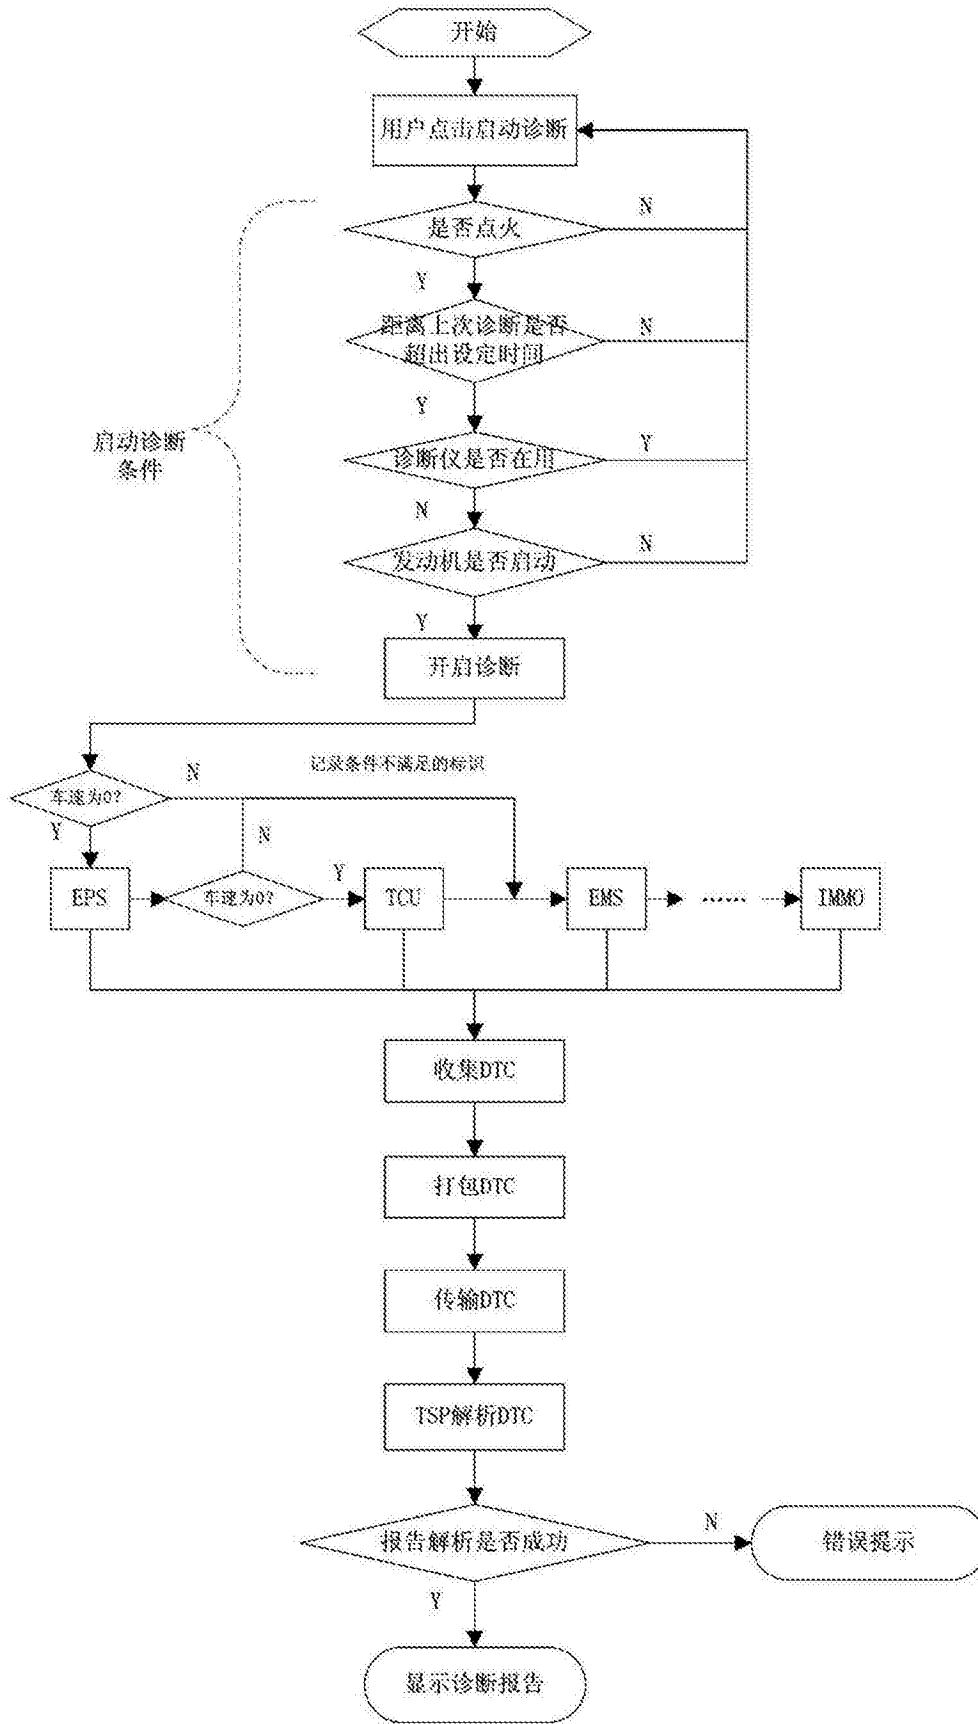 开始
用户点击启动诊断
是否点火
N
Y
距离上次诊断是否
超出设定时间
N
Y
启动诊断
条件
诊断仪是否在用
Y
N
发动机是否启动
N
Y
开启诊断
记录条件不满足的标识
车速为0?
N
Y
N
EPS
车速为0?
Y
TCU
EMS
······
IMMO
收集DTC
打包DTC
传输DTC
TSP解析DTC
报告解析是否成功
N
错误提示
Y
显示诊断报告